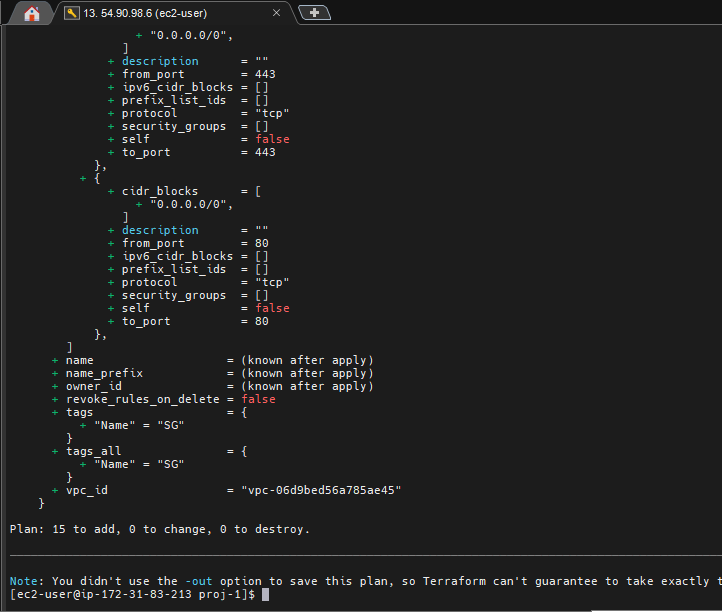 13. 54.90.98.6 (ec2-user)
+ "0.0.0.0/0",
]
+ description = ""
+ from_port = 443
+ ipv6_cidr_blocks = []
+ prefix_list_ids = []
+ protocol = "tcp"
+ security_groups = []
+ self = false
+ to_port = 443
},
+ {
+ cidr_blocks = [
+ "0.0.0.0/0",
]
+ description = ""
+ from_port = 80
+ ipv6_cidr_blocks = []
+ prefix_list_ids = []
+ protocol = "tcp"
+ security_groups = []
+ self = false
+ to_port = 80
},
]
+ name = (known after apply)
+ name_prefix = (known after apply)
+ owner_id = (known after apply)
+ revoke_rules_on_delete = false
+ tags = {
+ "Name" = "SG"
}
+ tags_all = {
+ "Name" = "SG"
}
+ vpc_id = "vpc-06d9bed56a785ae45"
}
Plan: 15 to add, 0 to change, 0 to destroy.
Note: You didn't use the -out option to save this plan, so Terraform can't guarantee to take exactly t
[ec2-user@ip-172-31-83-213 proj-1]$